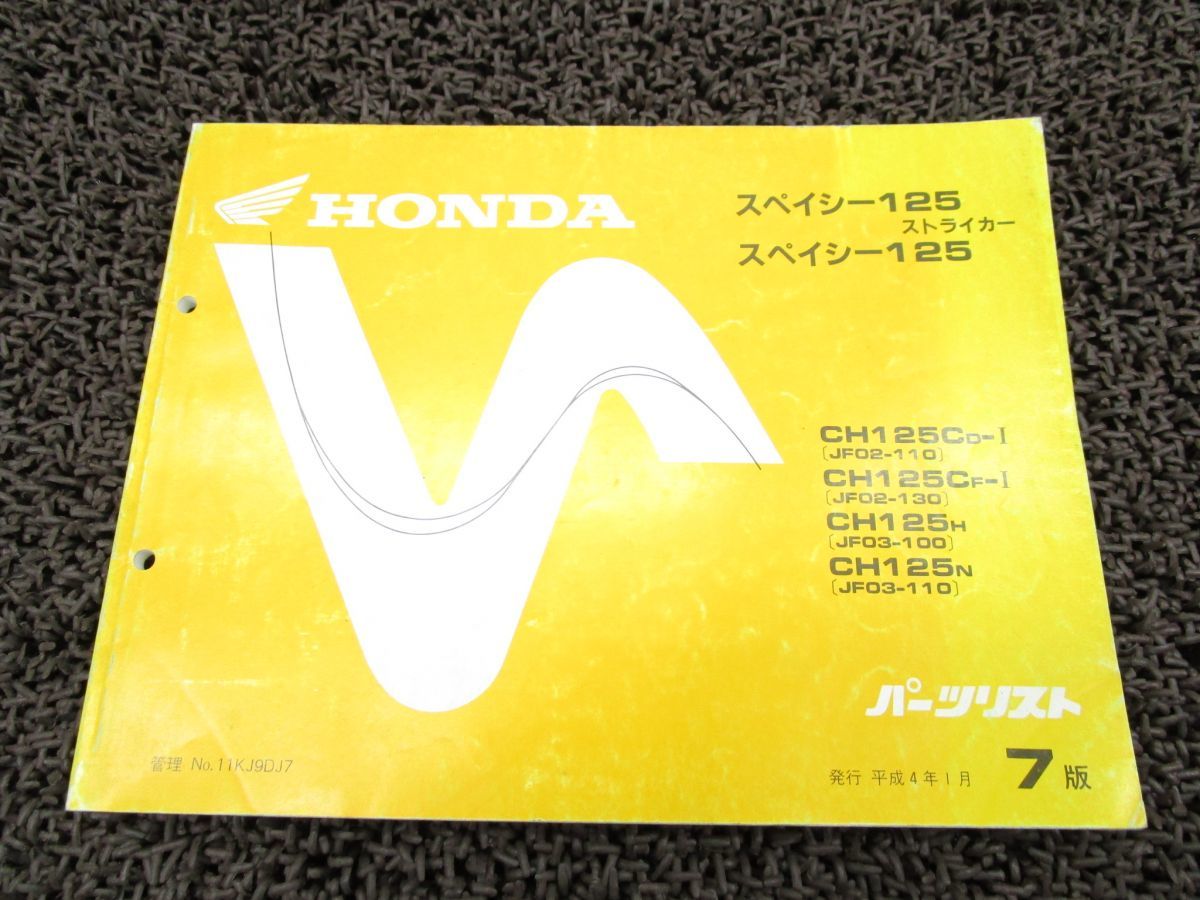 HONDA
スペイシー125
ストライカー
スペイシー125
CH125CD-I
〔JF02-110〕
CH125CF-I
〔JF02-130〕
CH125H
〔JF03-100〕
CH125N
〔JF03-110〕
パーツリスト
管理 No.11KJ9DJ7
発行 平成4年1月 7版